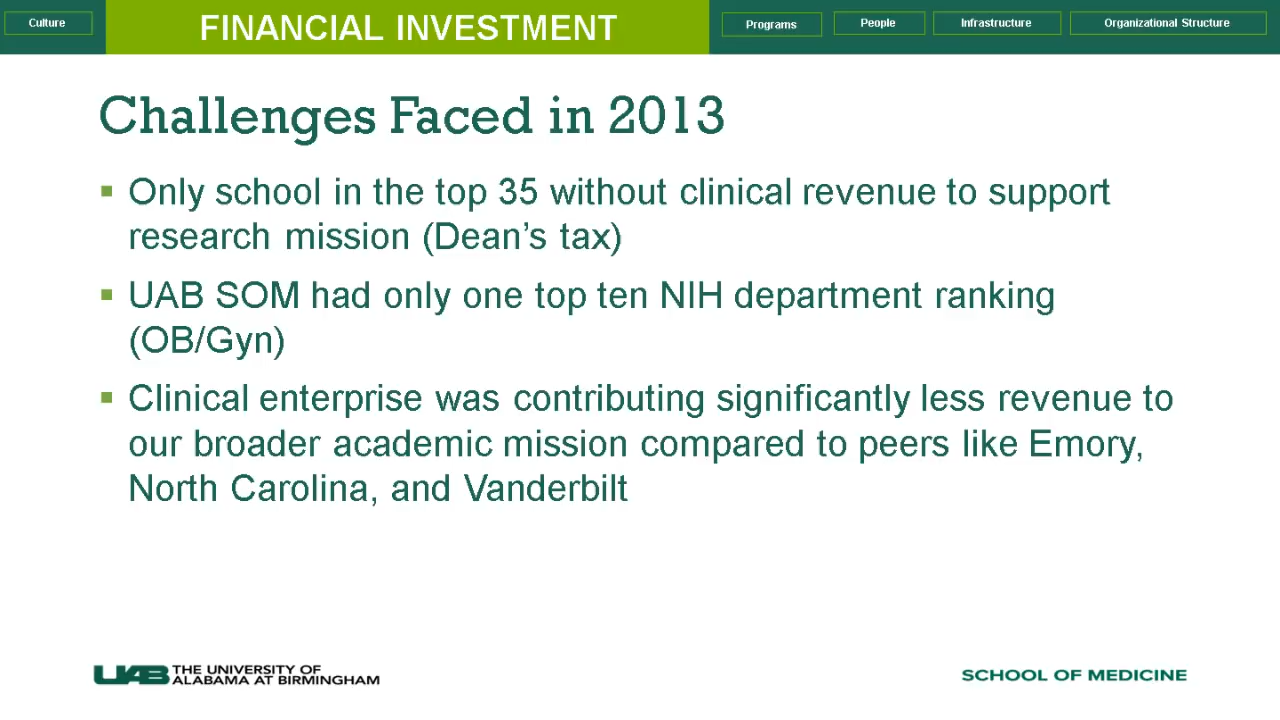 Culture
FINANCIAL INVESTMENT
Programs
People
Infrastructure
Organizational Structure
Challenges Faced in 2013
Only school in the top 35 without clinical revenue to support
research mission (Dean's tax)
UAB SOM had only one top ten NIH department ranking
(OB/Gyn)
Clinical enterprise was contributing significantly less revenue to
our broader academic mission compared to peers like Emory,
North Carolina, and Vanderbilt
UAB THE UNIVERSITY OF
ALABAMA AT BIRMINGHAM
SCHOOL OF MEDICINE